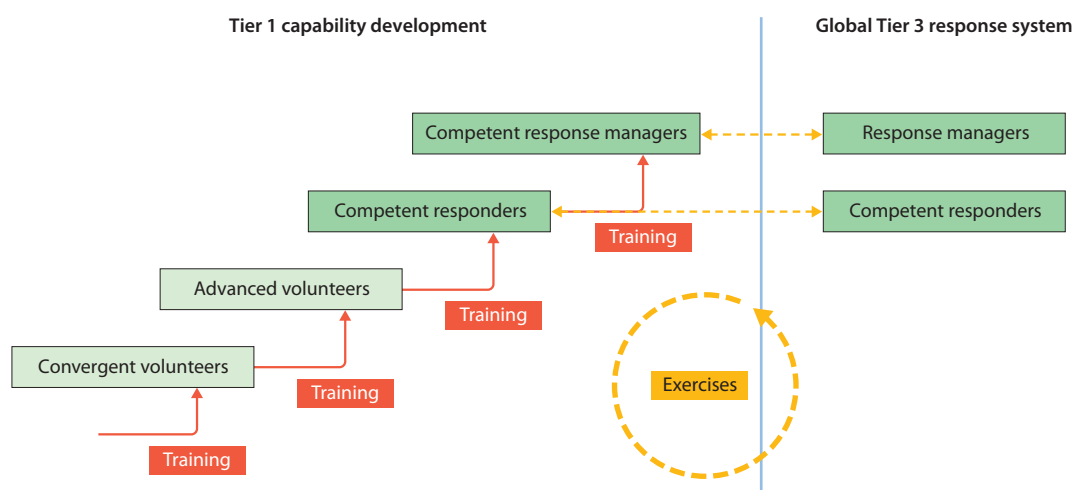 Tier 1 capability development
Global Tier 3 response system
Competent response managers
Response managers
Competent responders
Competent responders
Training
Advanced volunteers
Training
Convergent volunteers
Training
Exercises
Training